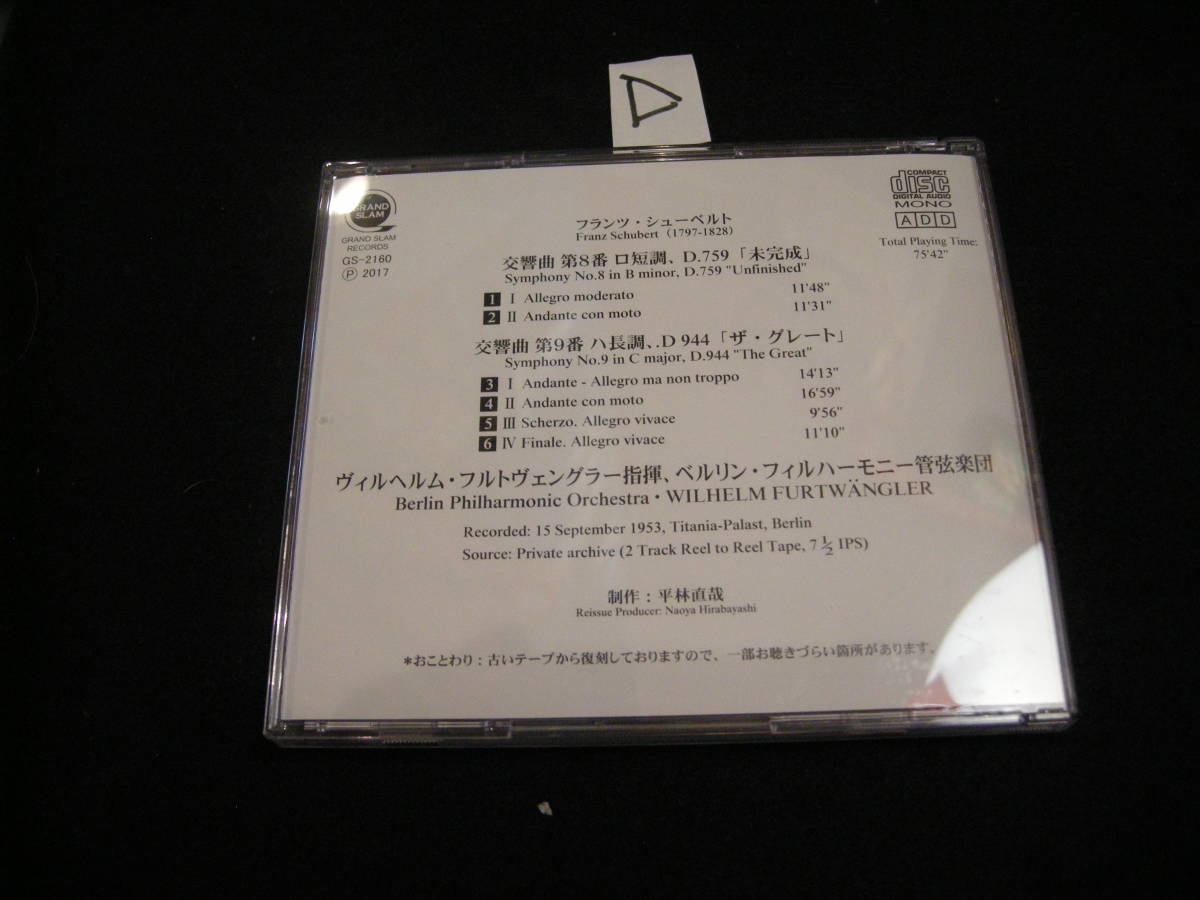 D
GRAND
SLAM
GRAND SLAM
RECORDS
GS-2160
Ⓟ 2017
COMPACT
disc
DIGITAL AUDIO
MONO
ADD
Total Playing Time:
75'42"
フランツ・シューベルト
Franz Schubert (1797-1828)
交響曲 第8番 ロ短調、D.759「未完成」
Symphony No.8 in B minor, D.759 "Unfinished"
1 Ⅰ Allegro moderato 11'48"
2 Ⅱ Andante con moto 11'31"
交響曲 第9番 ハ長調、.D 944「ザ・グレート」
Symphony No.9 in C major, D.944 "The Great"
3 Ⅰ Andante - Allegro ma non troppo 14'13"
4 Ⅱ Andante con moto 16'59"
5 Ⅲ Scherzo. Allegro vivace 9'56"
6 Ⅳ Finale. Allegro vivace 11'10"
ヴィルヘルム・フルトヴェングラー指揮、ベルリン・フィルハーモニー管弦楽団
Berlin Philharmonic Orchestra・WILHELM FURTWÄNGLER
Recorded: 15 September 1953, Titania-Palast, Berlin
Source: Private archive (2 Track Reel to Reel Tape, 7 ½ IPS)
制作：平林直哉
Reissue Producer: Naoya Hirabayashi
*おことわり：古いテープから復刻しておりますので、一部お聴きづらい箇所があります。